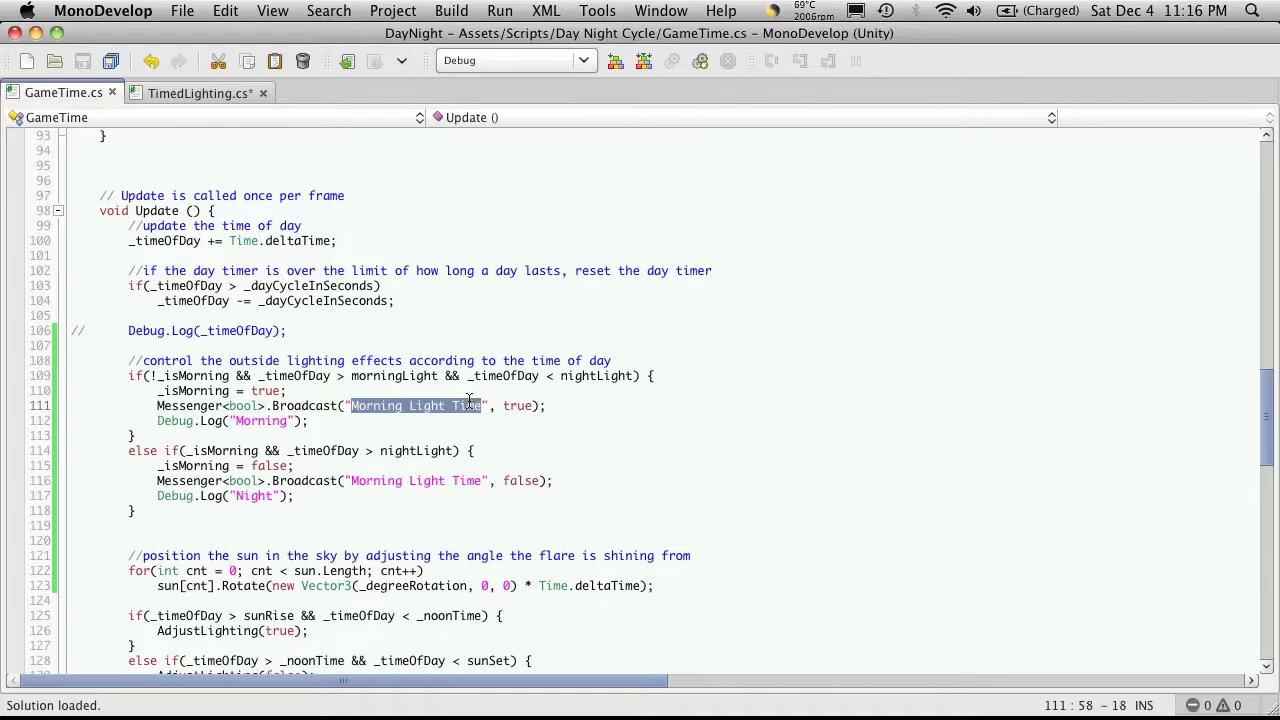 MonoDevelop File Edit View Search Project Build Run XML Tools Window Help 69°C 2006rpm (Charged) Sat Dec 4 11:16 PM
DayNight - Assets/Scripts/Day Night Cycle/GameTime.cs - MonoDevelop (Unity)
Debug
GameTime.cs TimedLighting.cs*
GameTime Update ()
93 }
94
95
96
97 // Update is called once per frame
98 void Update () {
99 //update the time of day
100 _timeOfDay += Time.deltaTime;
101
102 //if the day timer is over the limit of how long a day lasts, reset the day timer
103 if(_timeOfDay > _dayCycleInSeconds)
104 _timeOfDay -= _dayCycleInSeconds;
105
106 // Debug.Log(_timeOfDay);
107
108 //control the outside lighting effects according to the time of day
109 if(!_isMorning && _timeOfDay > morningLight && _timeOfDay < nightLight) {
110 _isMorning = true;
111 Messenger<bool>.Broadcast("Morning Light Time", true);
112 Debug.Log("Morning");
113 }
114 else if(_isMorning && _timeOfDay > nightLight) {
115 _isMorning = false;
116 Messenger<bool>.Broadcast("Morning Light Time", false);
117 Debug.Log("Night");
118 }
119
120
121 //position the sun in the sky by adjusting the angle the flare is shining from
122 for(int cnt = 0; cnt < sun.Length; cnt++)
123 sun[cnt].Rotate(new Vector3(_degreeRotation, 0, 0) * Time.deltaTime);
124
125 if(_timeOfDay > sunRise && _timeOfDay < _noonTime) {
126 AdjustLighting(true);
127 }
128 else if(_timeOfDay > _noonTime && _timeOfDay < sunSet) {
Solution loaded. 111 : 58 - 18 INS 0 0